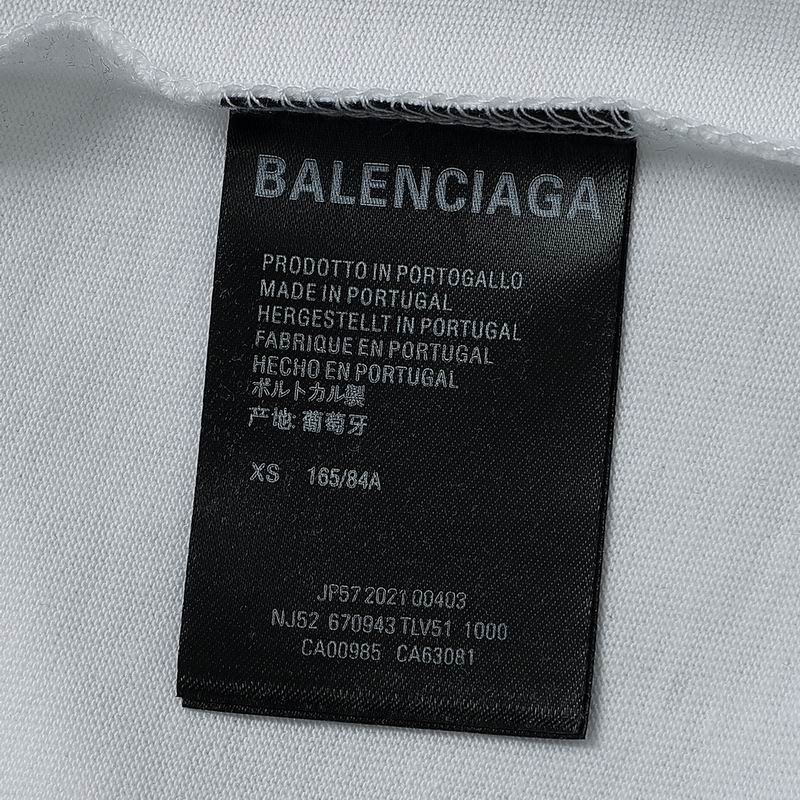 BALENCIAGA
PRODOTTO IN PORTOGALLO
MADE IN PORTUGAL
HERGESTELLT IN PORTUGAL
FABRIQUE EN PORTUGAL
HECHO EN PORTUGAL
ポルトカル製
产地: 葡萄牙
XS 165/84A
JP57 2021 00403
NJ52 670943 TLV51 1000
CA00985 CA63081